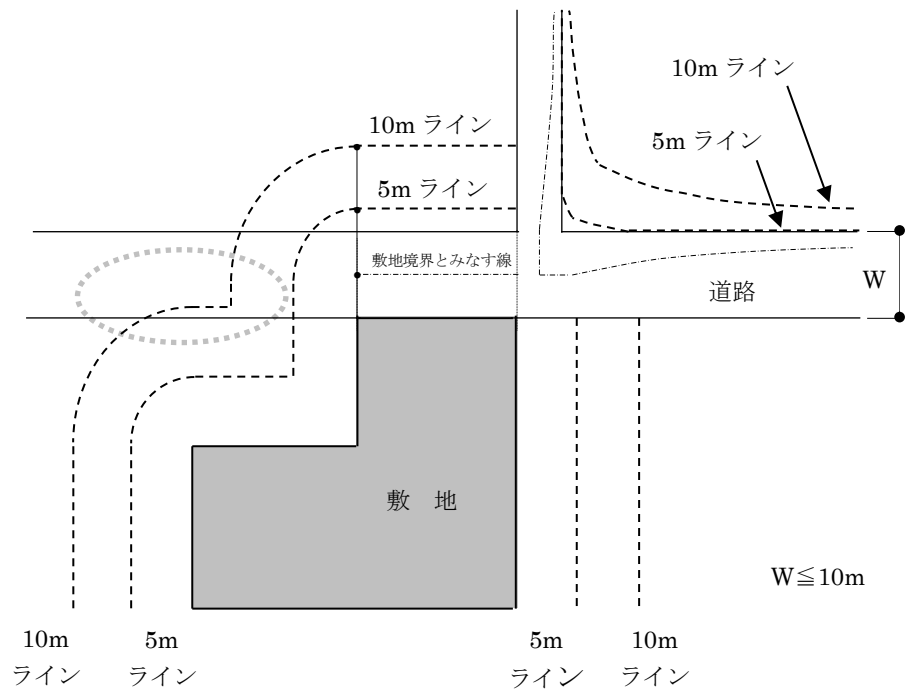 10m ライン
10m ライン
5m ライン
5m ライン
敷地境界とみなす線
道路
W
敷 地
W≦10m
10m
ライン
5m
ライン
5m
ライン
10m
ライン